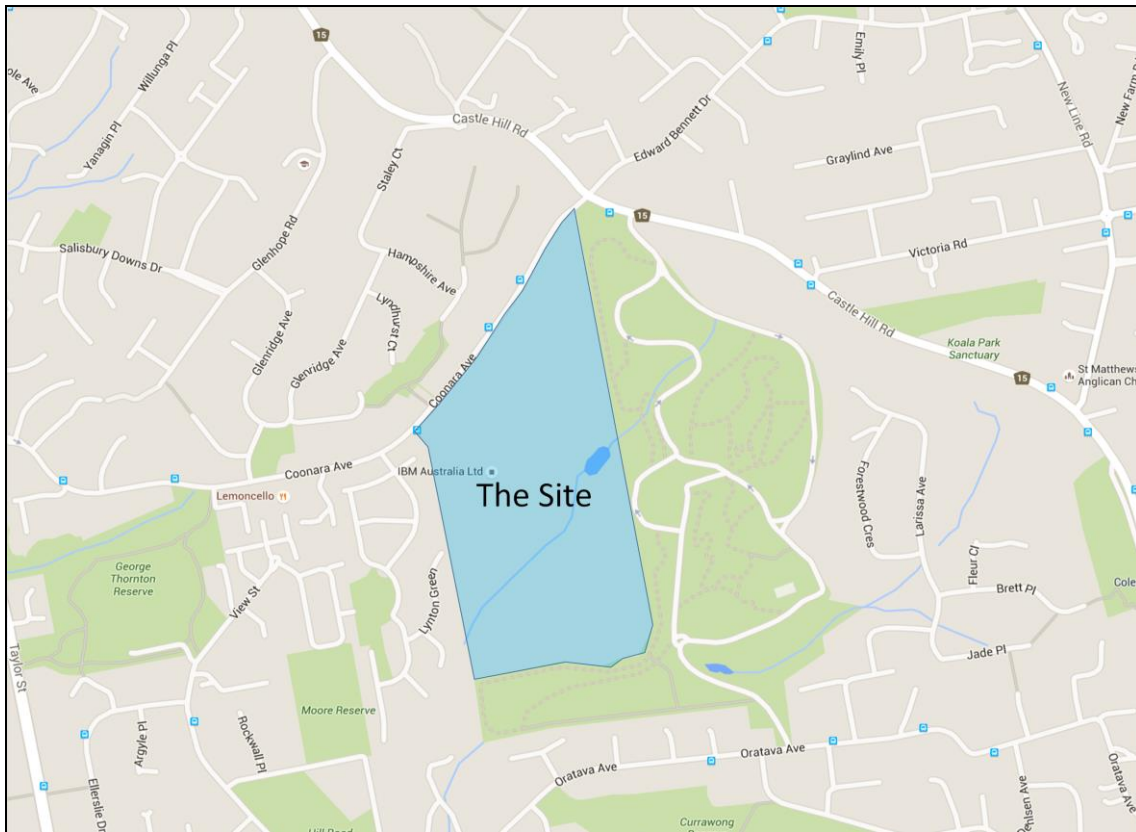 15
Willunga Pl
Yanagin Pl
Castle Hill Rd
Emily Pl
Edward Bennett Dr
New Line Rd
New Farm
Graylind Ave
Staley Ct
15
Victoria Rd
Salisbury Downs Dr
Glenhope Rd
Hampshire Ave
Lyndhurst Ct
Castle Hill Rd
Koala Park
Sanctuary
St Matthews
Anglican Ch
15
Glenridge Ave
Glenridge Ave
Coonara Ave
Coonara Ave
IBM Australia Ltd
Lemoncello
The Site
Forestwood Cres
Larissa Ave
Fleur Cl
Brett Pl
George
Thornton
Reserve
View St
Lynton Green
Jade Pl
Taylor St
Moore Reserve
Argyle Pl
Rockwall Pl
Ellerslie Dr
Oratava Ave
Oratava Ave
Oratava Ave
Currawong